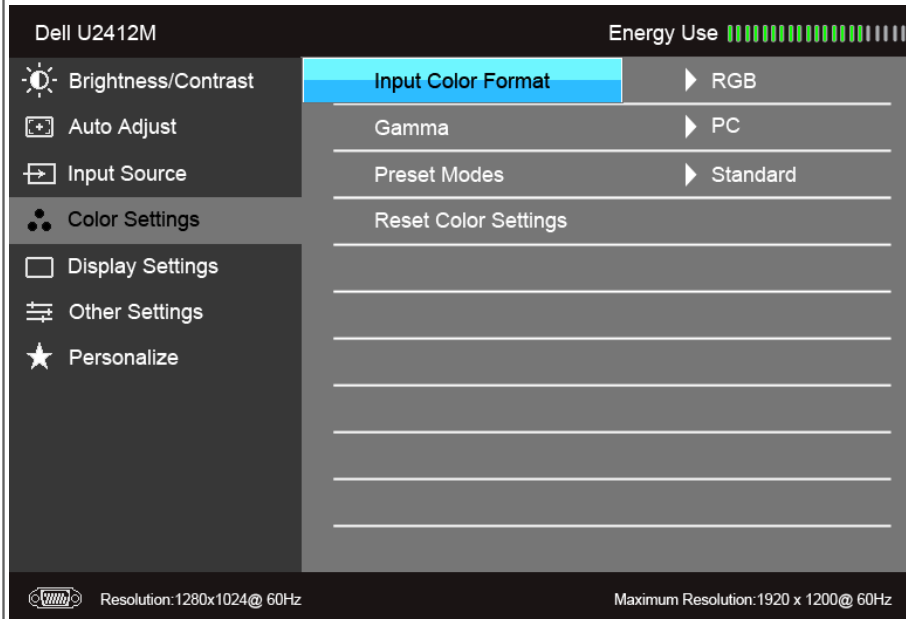 Dell U2412M Energy Use
Brightness/Contrast Input Color Format RGB
Auto Adjust Gamma PC
Input Source Preset Modes Standard
Color Settings Reset Color Settings
Display Settings
Other Settings
Personalize
Resolution:1280x1024@ 60Hz Maximum Resolution:1920 x 1200@ 60Hz